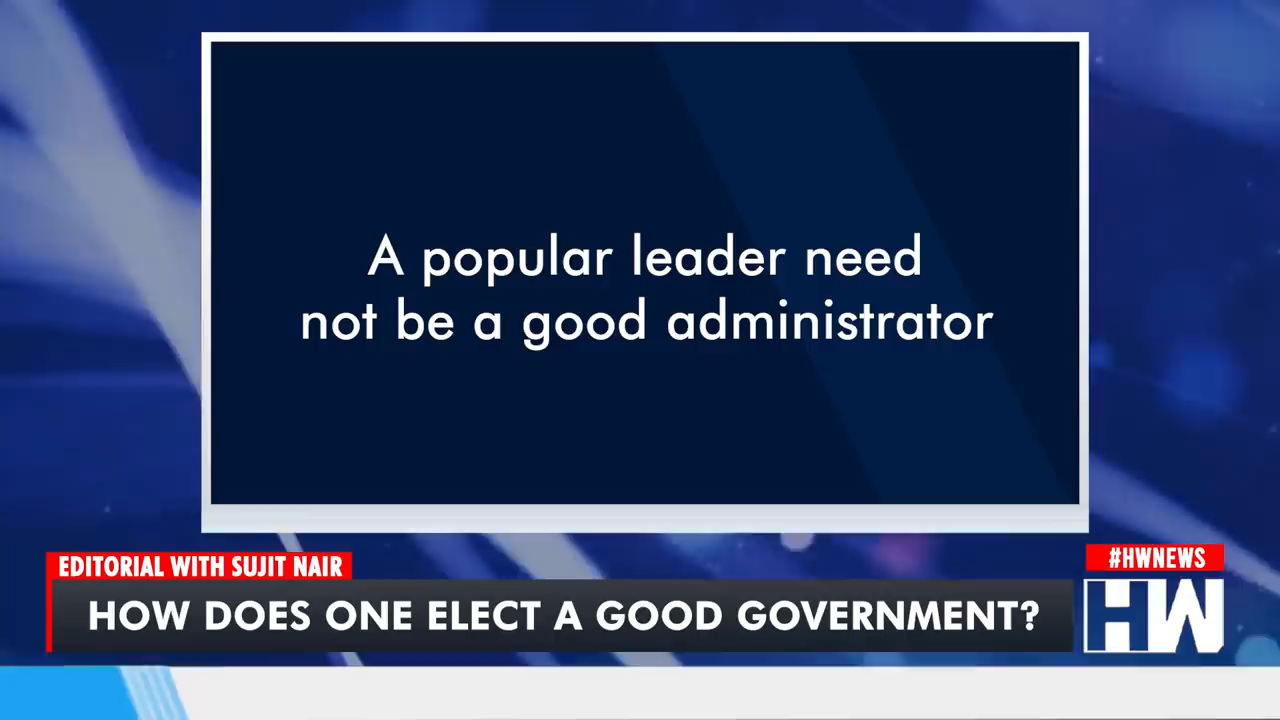 A popular leader need
not be a good administrator
EDITORIAL WITH SUJIT NAIR
HOW DOES ONE ELECT A GOOD GOVERNMENT?
#HWNEWS
HW